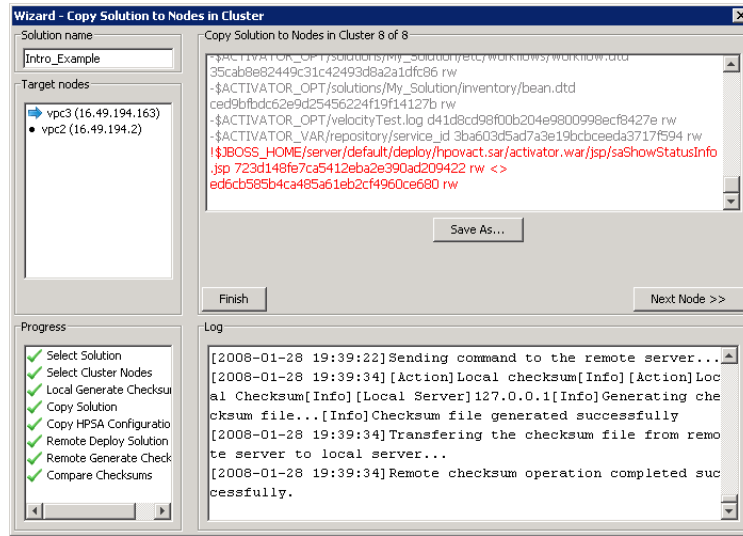 Wizard - Copy Solution to Nodes in Cluster
Solution name
Intro_Example
Target nodes
vpc3 (16.49.194.163)
vpc2 (16.49.194.2)
Copy Solution to Nodes in Cluster 8 of 8
-$ACTIVATOR_OPT/solutions/My_Solution/etc/workflows/workflow.dtd
35cab8e82449c31c42493d8a2a1dfc86 rw
-$ACTIVATOR_OPT/solutions/My_Solution/inventory/bean.dtd
ced9bfbdc62e9d25456224f19f14127b rw
-$ACTIVATOR_OPT/velocityTest.log d41d8cd98f00b204e9800998ecf8427e rw
-$ACTIVATOR_VAR/repository/service_id 3ba603d5ad7a3e19bcbceeda3717f594 rw
!$JBOSS_HOME/server/default/deploy/hpovact.sar/activator.war/jsp/saShowStatusInfo
.jsp 723d148fe7ca5412eba2e390ad209422 rw <>
ed6cb585b4ca485a61eb2cf4960ce680 rw
Save As...
Finish
Next Node >>
Progress
Select Solution
Select Cluster Nodes
Local Generate Checksu
Copy Solution
Copy HPSA Configuratio
Remote Deploy Solution
Remote Generate Check
Compare Checksums
Log
[2008-01-28 19:39:22]Sending command to the remote server...
[2008-01-28 19:39:34][Action]Local checksum[Info][Action]Loc
al Checksum[Info][Local Server]127.0.0.1[Info]Generating che
cksum file...[Info]Checksum file generated successfully
[2008-01-28 19:39:34]Transfering the checksum file from remo
te server to local server...
[2008-01-28 19:39:34]Remote checksum operation completed suc
cessfully.